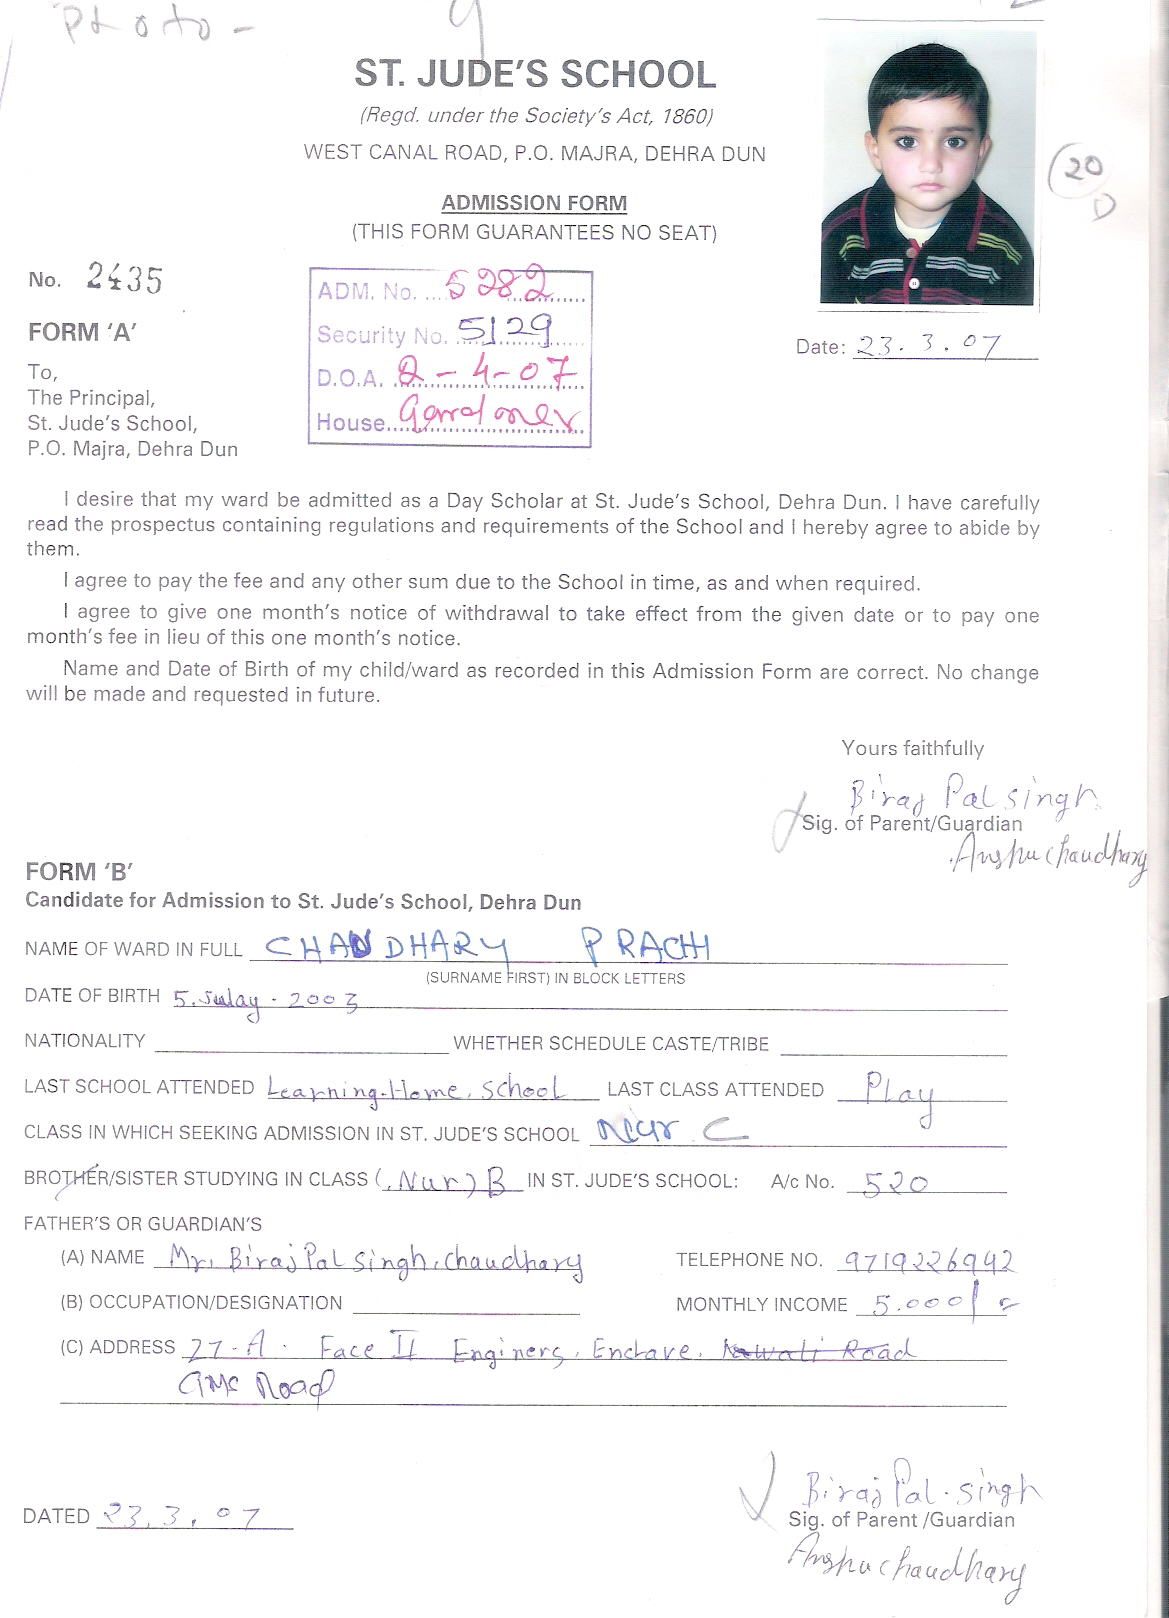 Photo -
ST. JUDE'S SCHOOL
(Regd. under the Society's Act, 1860)
WEST CANAL ROAD, P.O. MAJRA, DEHRA DUN
ADMISSION FORM
(THIS FORM GUARANTEES NO SEAT)
20
D
No. 2435
ADM. No. 5282
Security No. 5129
D.O.A. 2-4-07
House
FORM 'A'
Date: 23.3.07
To,
The Principal,
St. Jude's School,
P.O. Majra, Dehra Dun
I desire that my ward be admitted as a Day Scholar at St. Jude's School, Dehra Dun. I have carefully
read the prospectus containing regulations and requirements of the School and I hereby agree to abide by
them.
I agree to pay the fee and any other sum due to the School in time, as and when required.
I agree to give one month's notice of withdrawal to take effect from the given date or to pay one
month's fee in lieu of this one month's notice.
Name and Date of Birth of my child/ward as recorded in this Admission Form are correct. No change
will be made and requested in future.
Yours faithfully
Biraj Pal singh
Sig. of Parent/Guardian
Anshu chaudhary
FORM 'B'
Candidate for Admission to St. Jude's School, Dehra Dun
NAME OF WARD IN FULL CHAUDHARY PRACHI
(SURNAME FIRST) IN BLOCK LETTERS
DATE OF BIRTH 5. - 2003
NATIONALITY WHETHER SCHEDULE CASTE/TRIBE
LAST SCHOOL ATTENDED Learning Home School LAST CLASS ATTENDED Play
CLASS IN WHICH SEEKING ADMISSION IN ST. JUDE'S SCHOOL Nur C
BROTHER/SISTER STUDYING IN CLASS (Nur) B IN ST. JUDE'S SCHOOL: A/c No. 520
FATHER'S OR GUARDIAN'S
(A) NAME Mr. Biraj Pal singh chaudhary TELEPHONE NO. 9719226942
(B) OCCUPATION/DESIGNATION MONTHLY INCOME 5.000/
(C) ADDRESS 27-A. Face II Enginers, Enclave, Road
GMS Road
DATED 23.3.07
Biraj Pal. singh
Sig. of Parent /Guardian
Anshu chaudhary